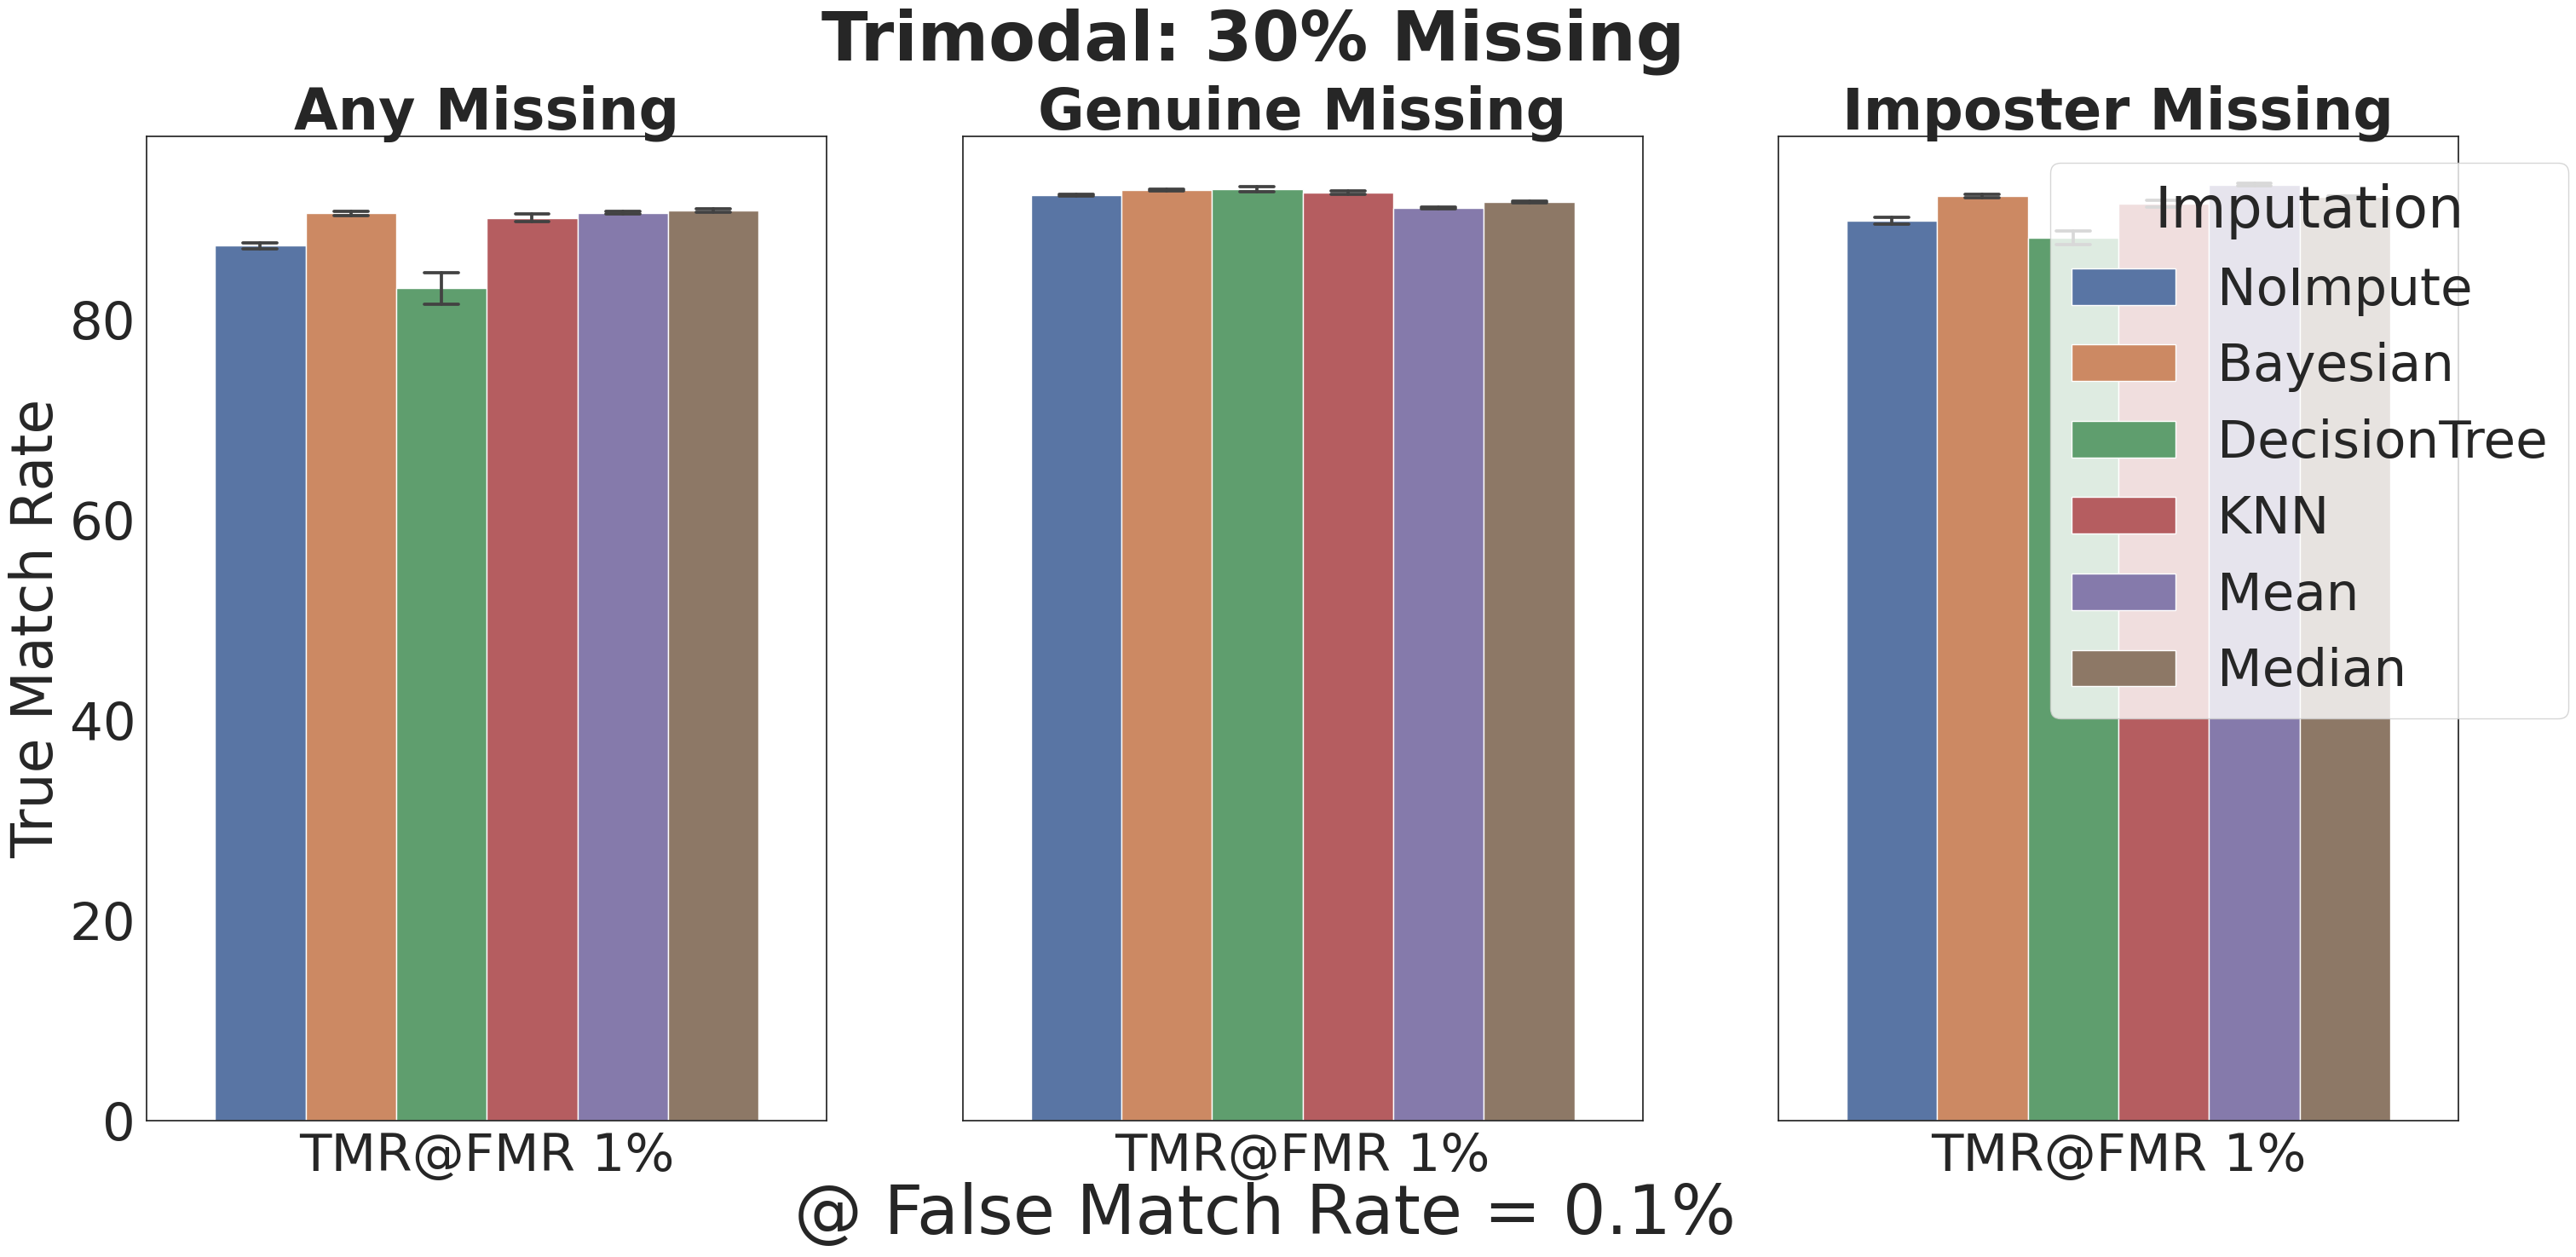 Trimodal: 30% Missing
Any Missing
Genuine Missing
Imposter Missing
True Match Rate
80
60
40
20
0
Imputation
NoImpute
Bayesian
DecisionTree
KNN
Mean
Median
TMR@FMR 1%
TMR@FMR 1%
TMR@FMR 1%
@ False Match Rate = 0.1%